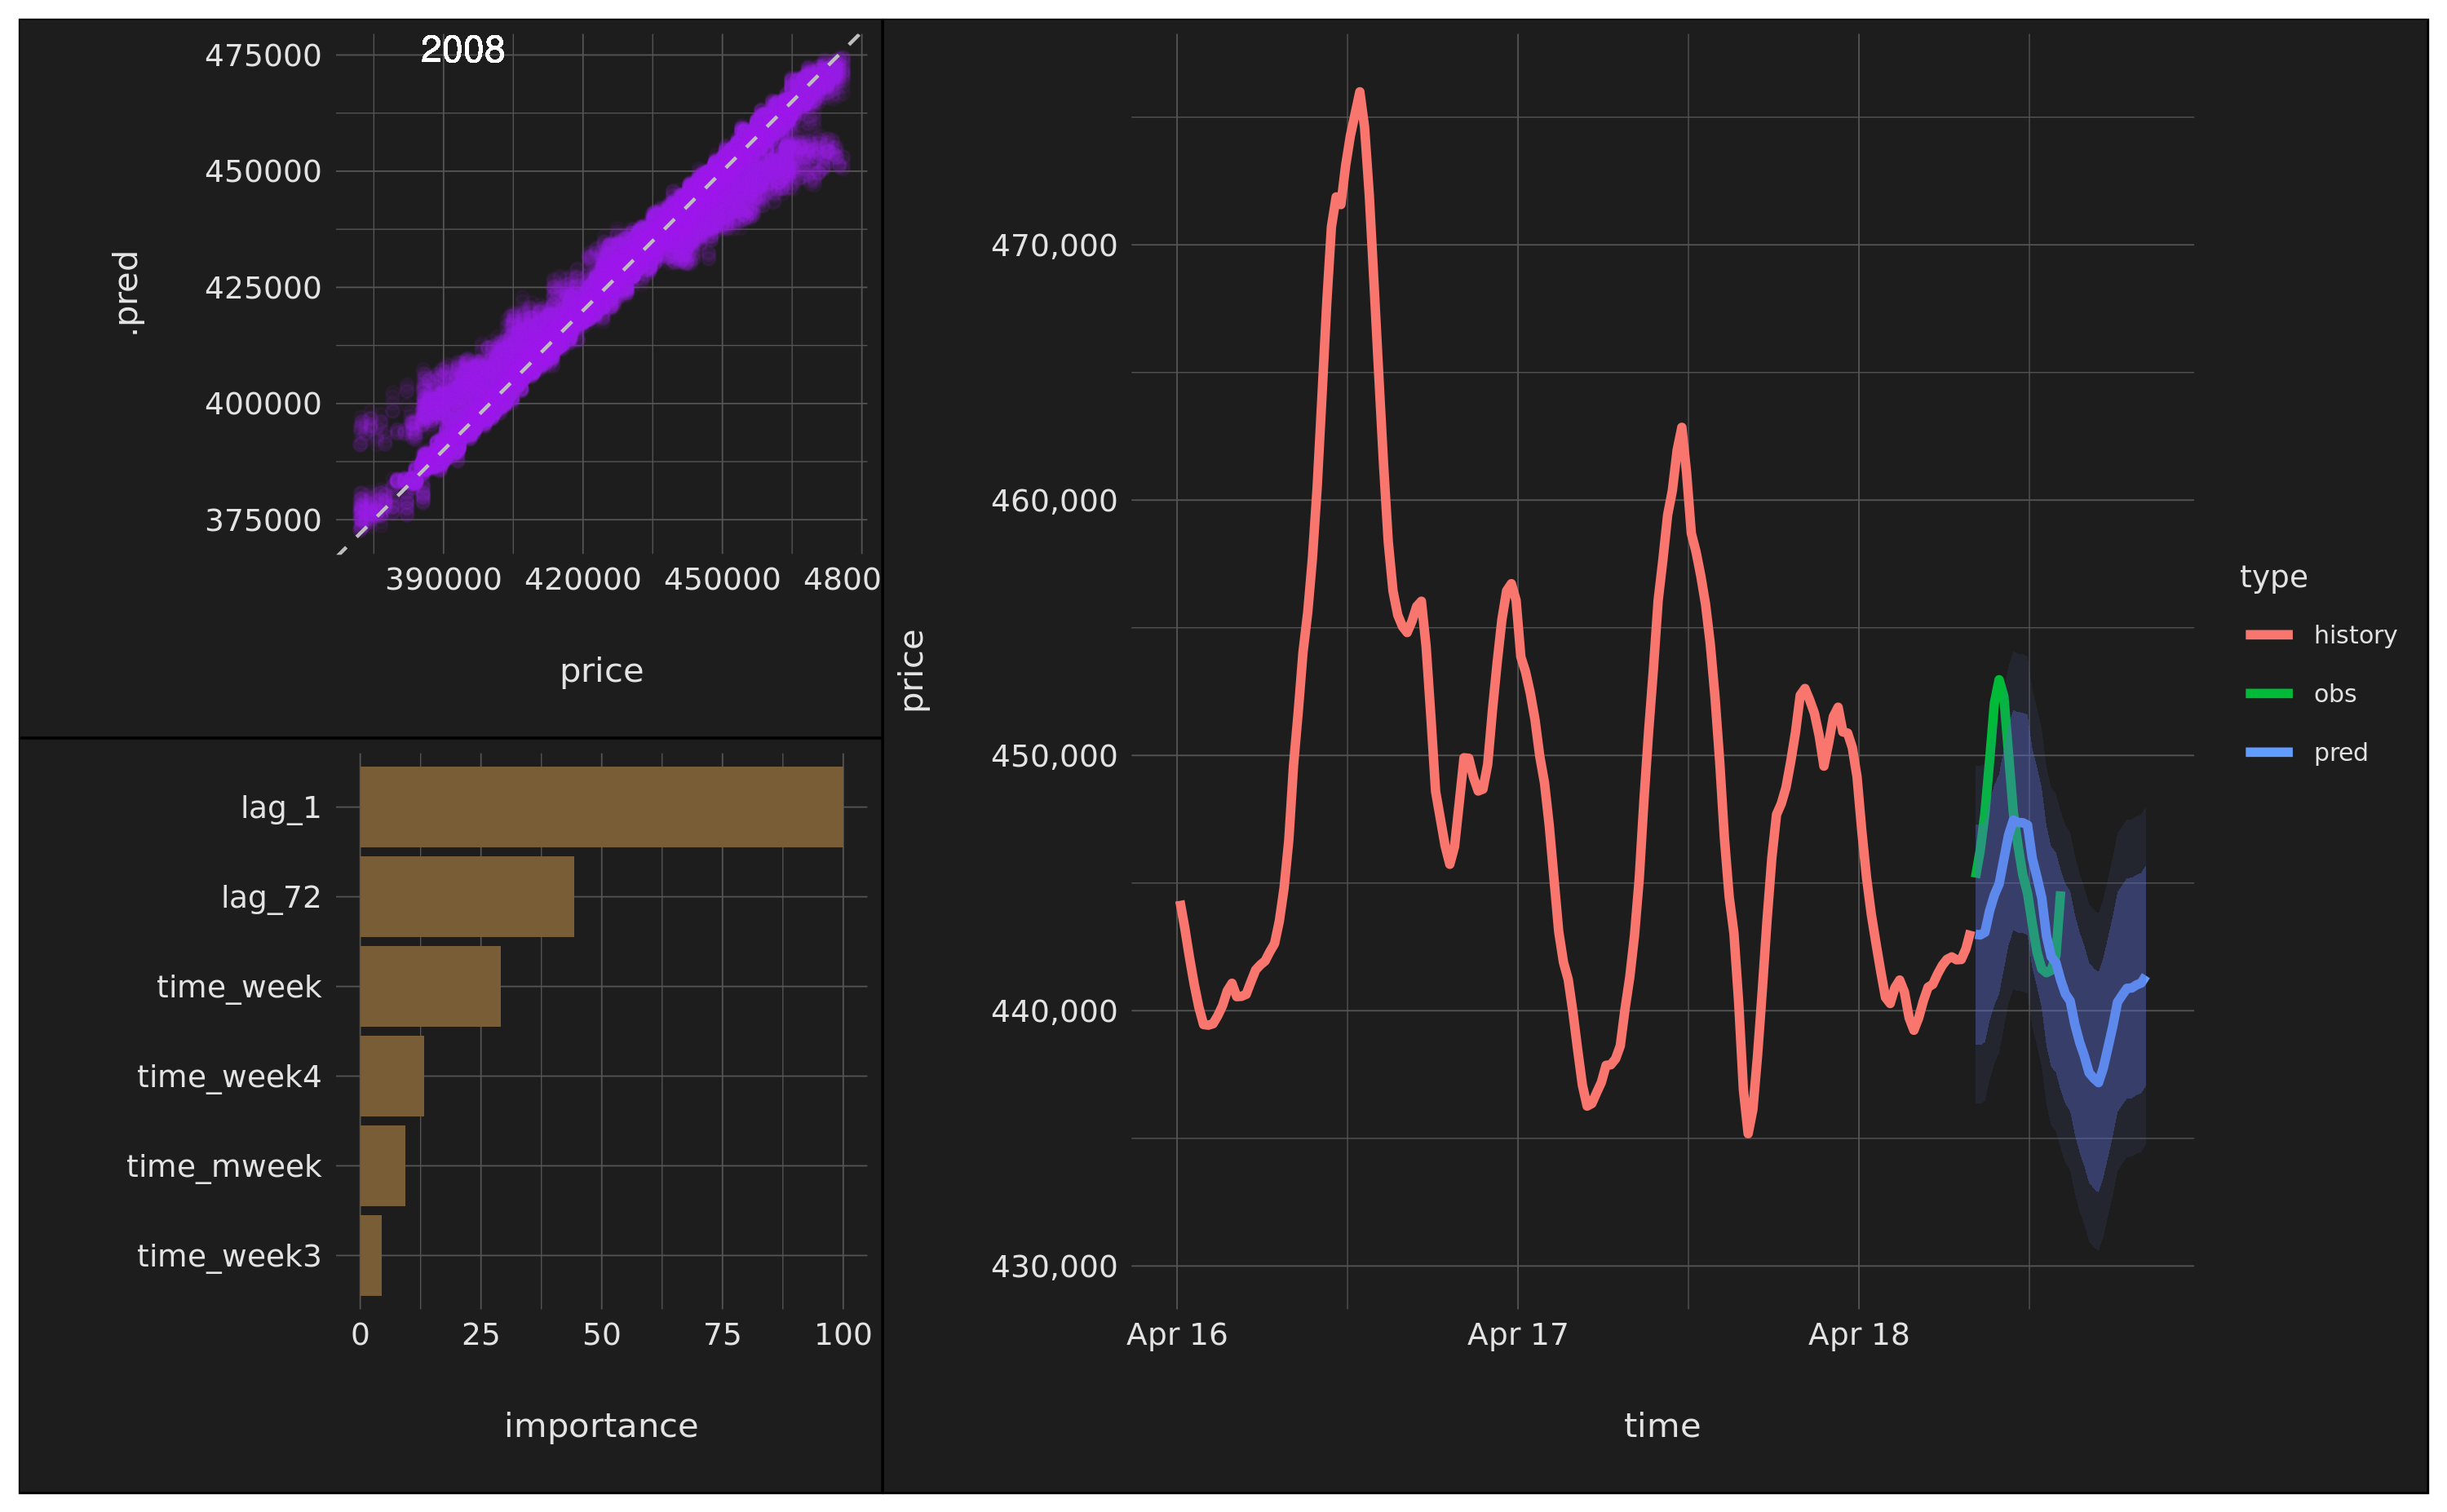 2008
475000
450000
425000
400000
375000
.pred
390000 420000 450000 4800
price
lag_1
lag_72
time_week
time_week4
time_mweek
time_week3
0 25 50 75 100
importance
470,000
460,000
450,000
440,000
430,000
price
Apr 16 Apr 17 Apr 18
time
type
history
obs
pred